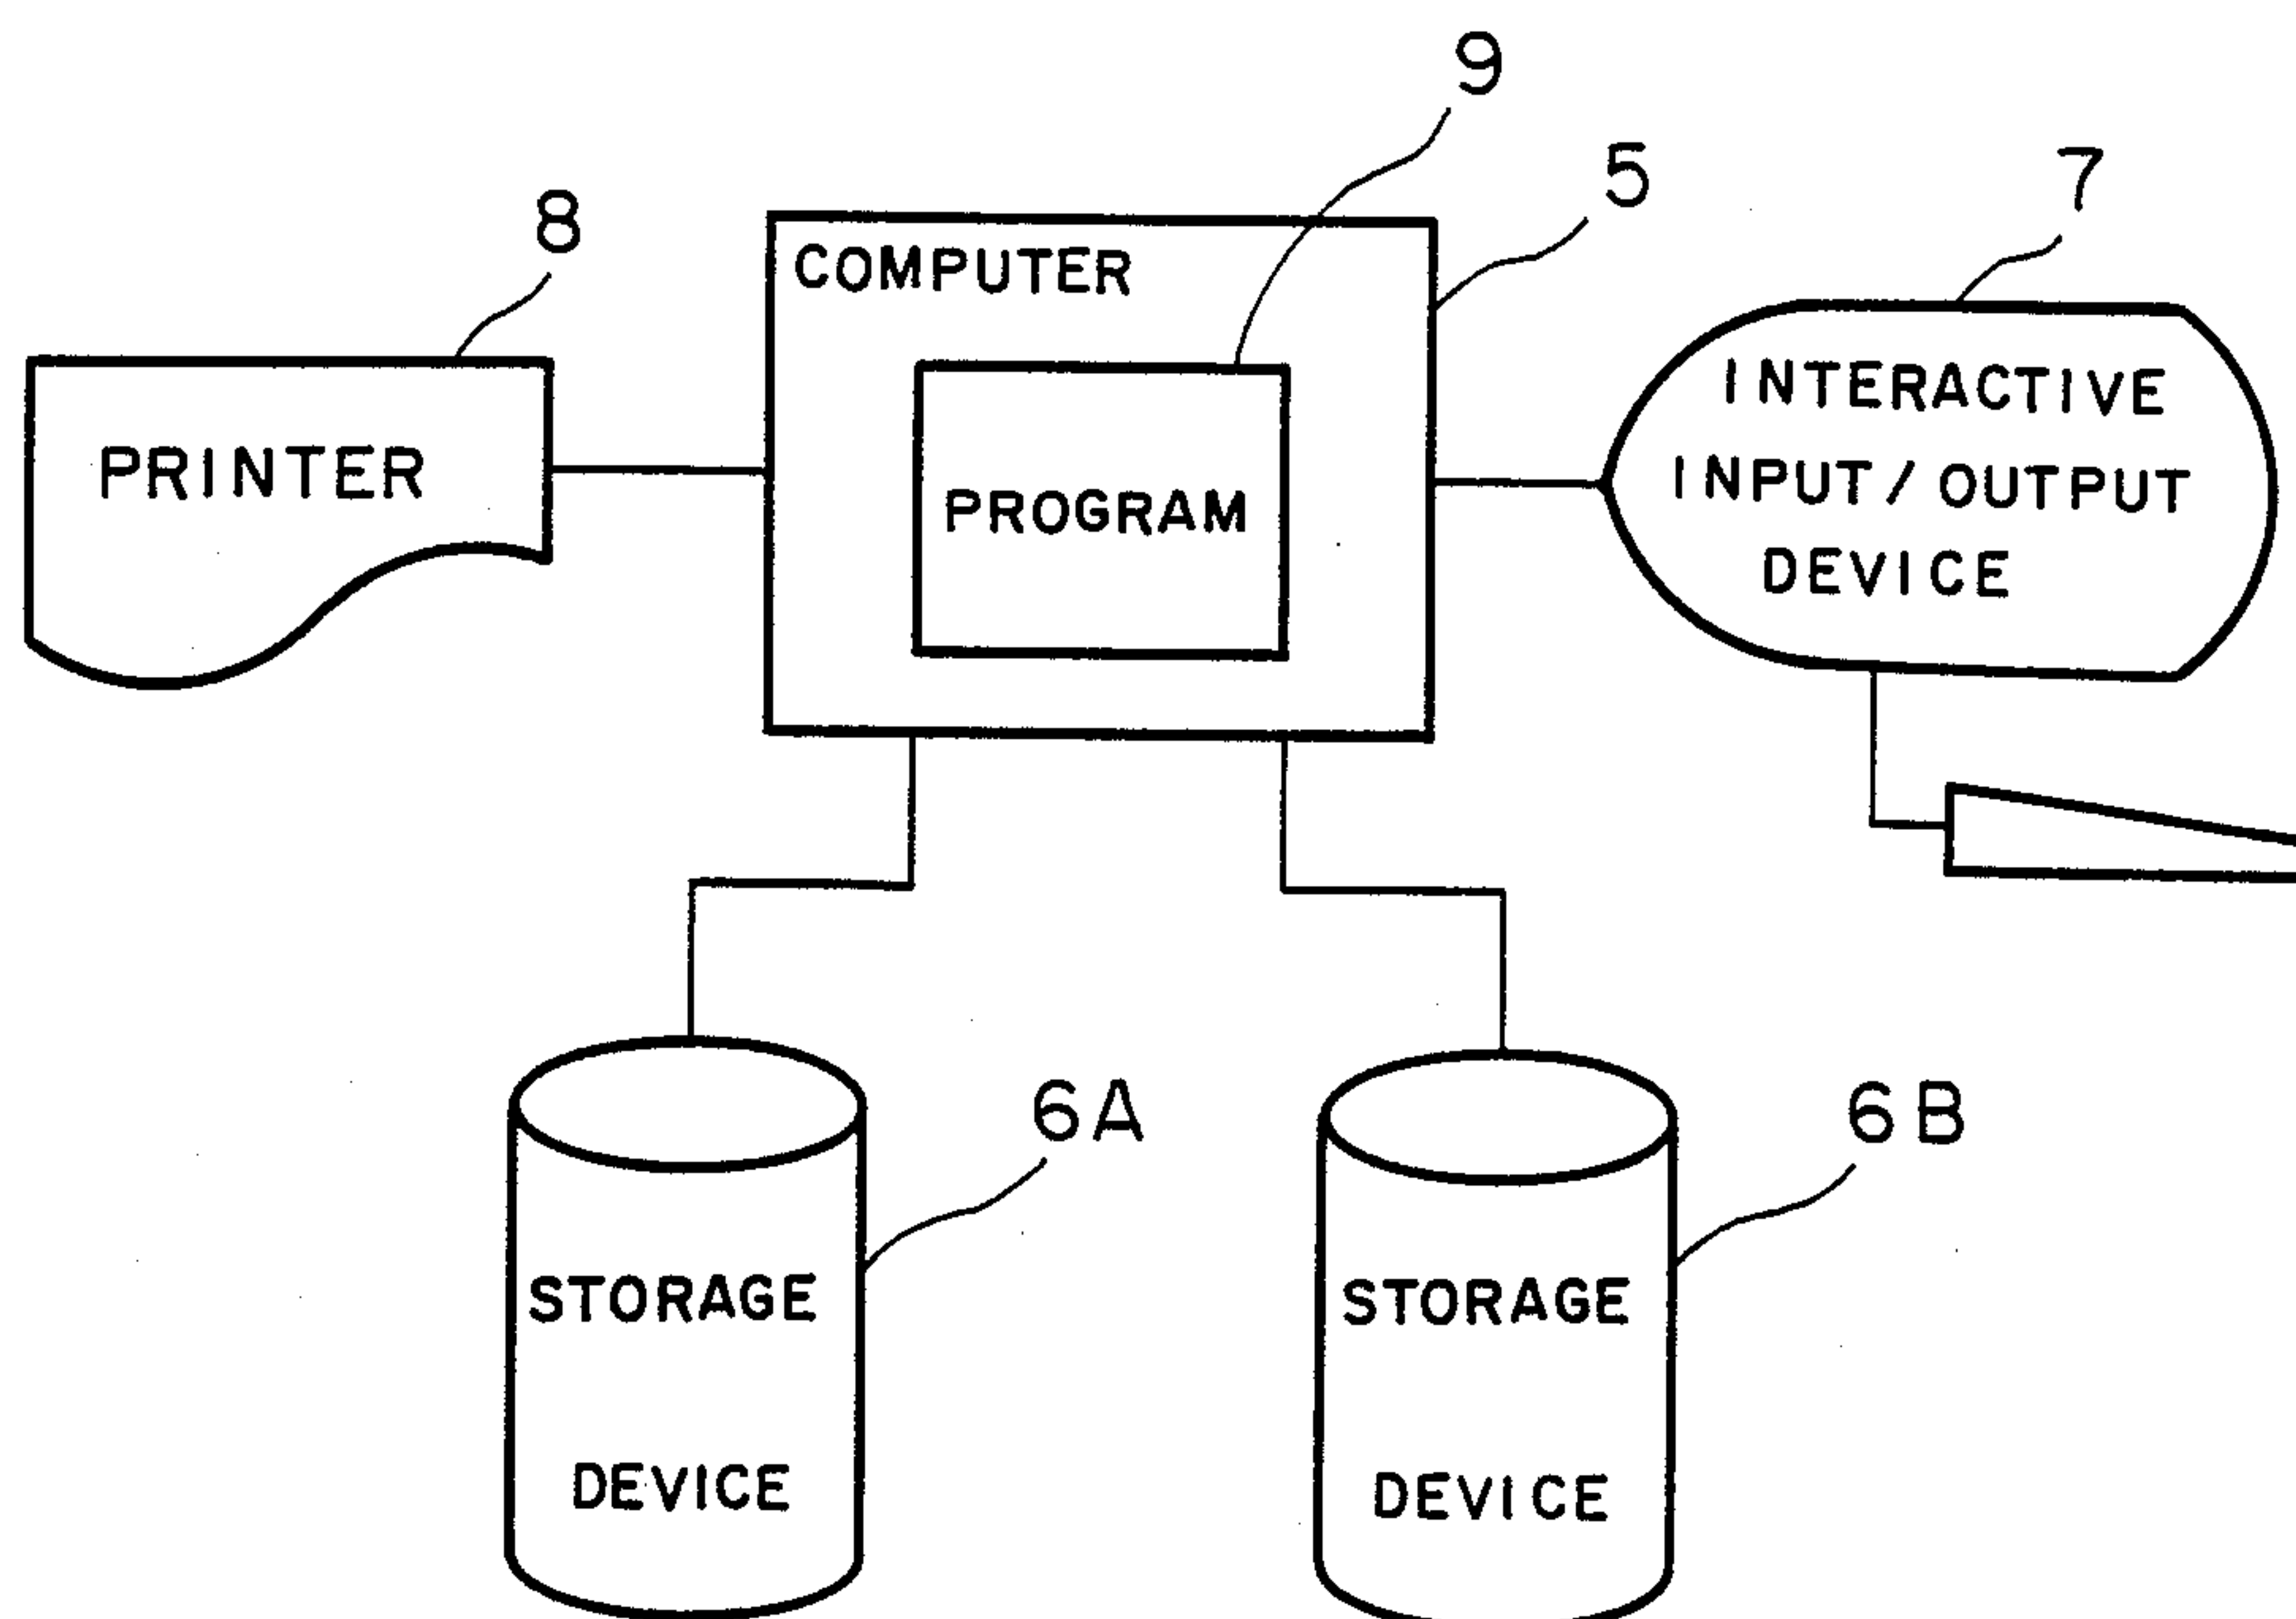 9
5
7
8
COMPUTER
INTERACTIVE
INPUT/OUTPUT
DEVICE
PRINTER
PROGRAM
6A
6B
STORAGE
DEVICE
STORAGE
DEVICE